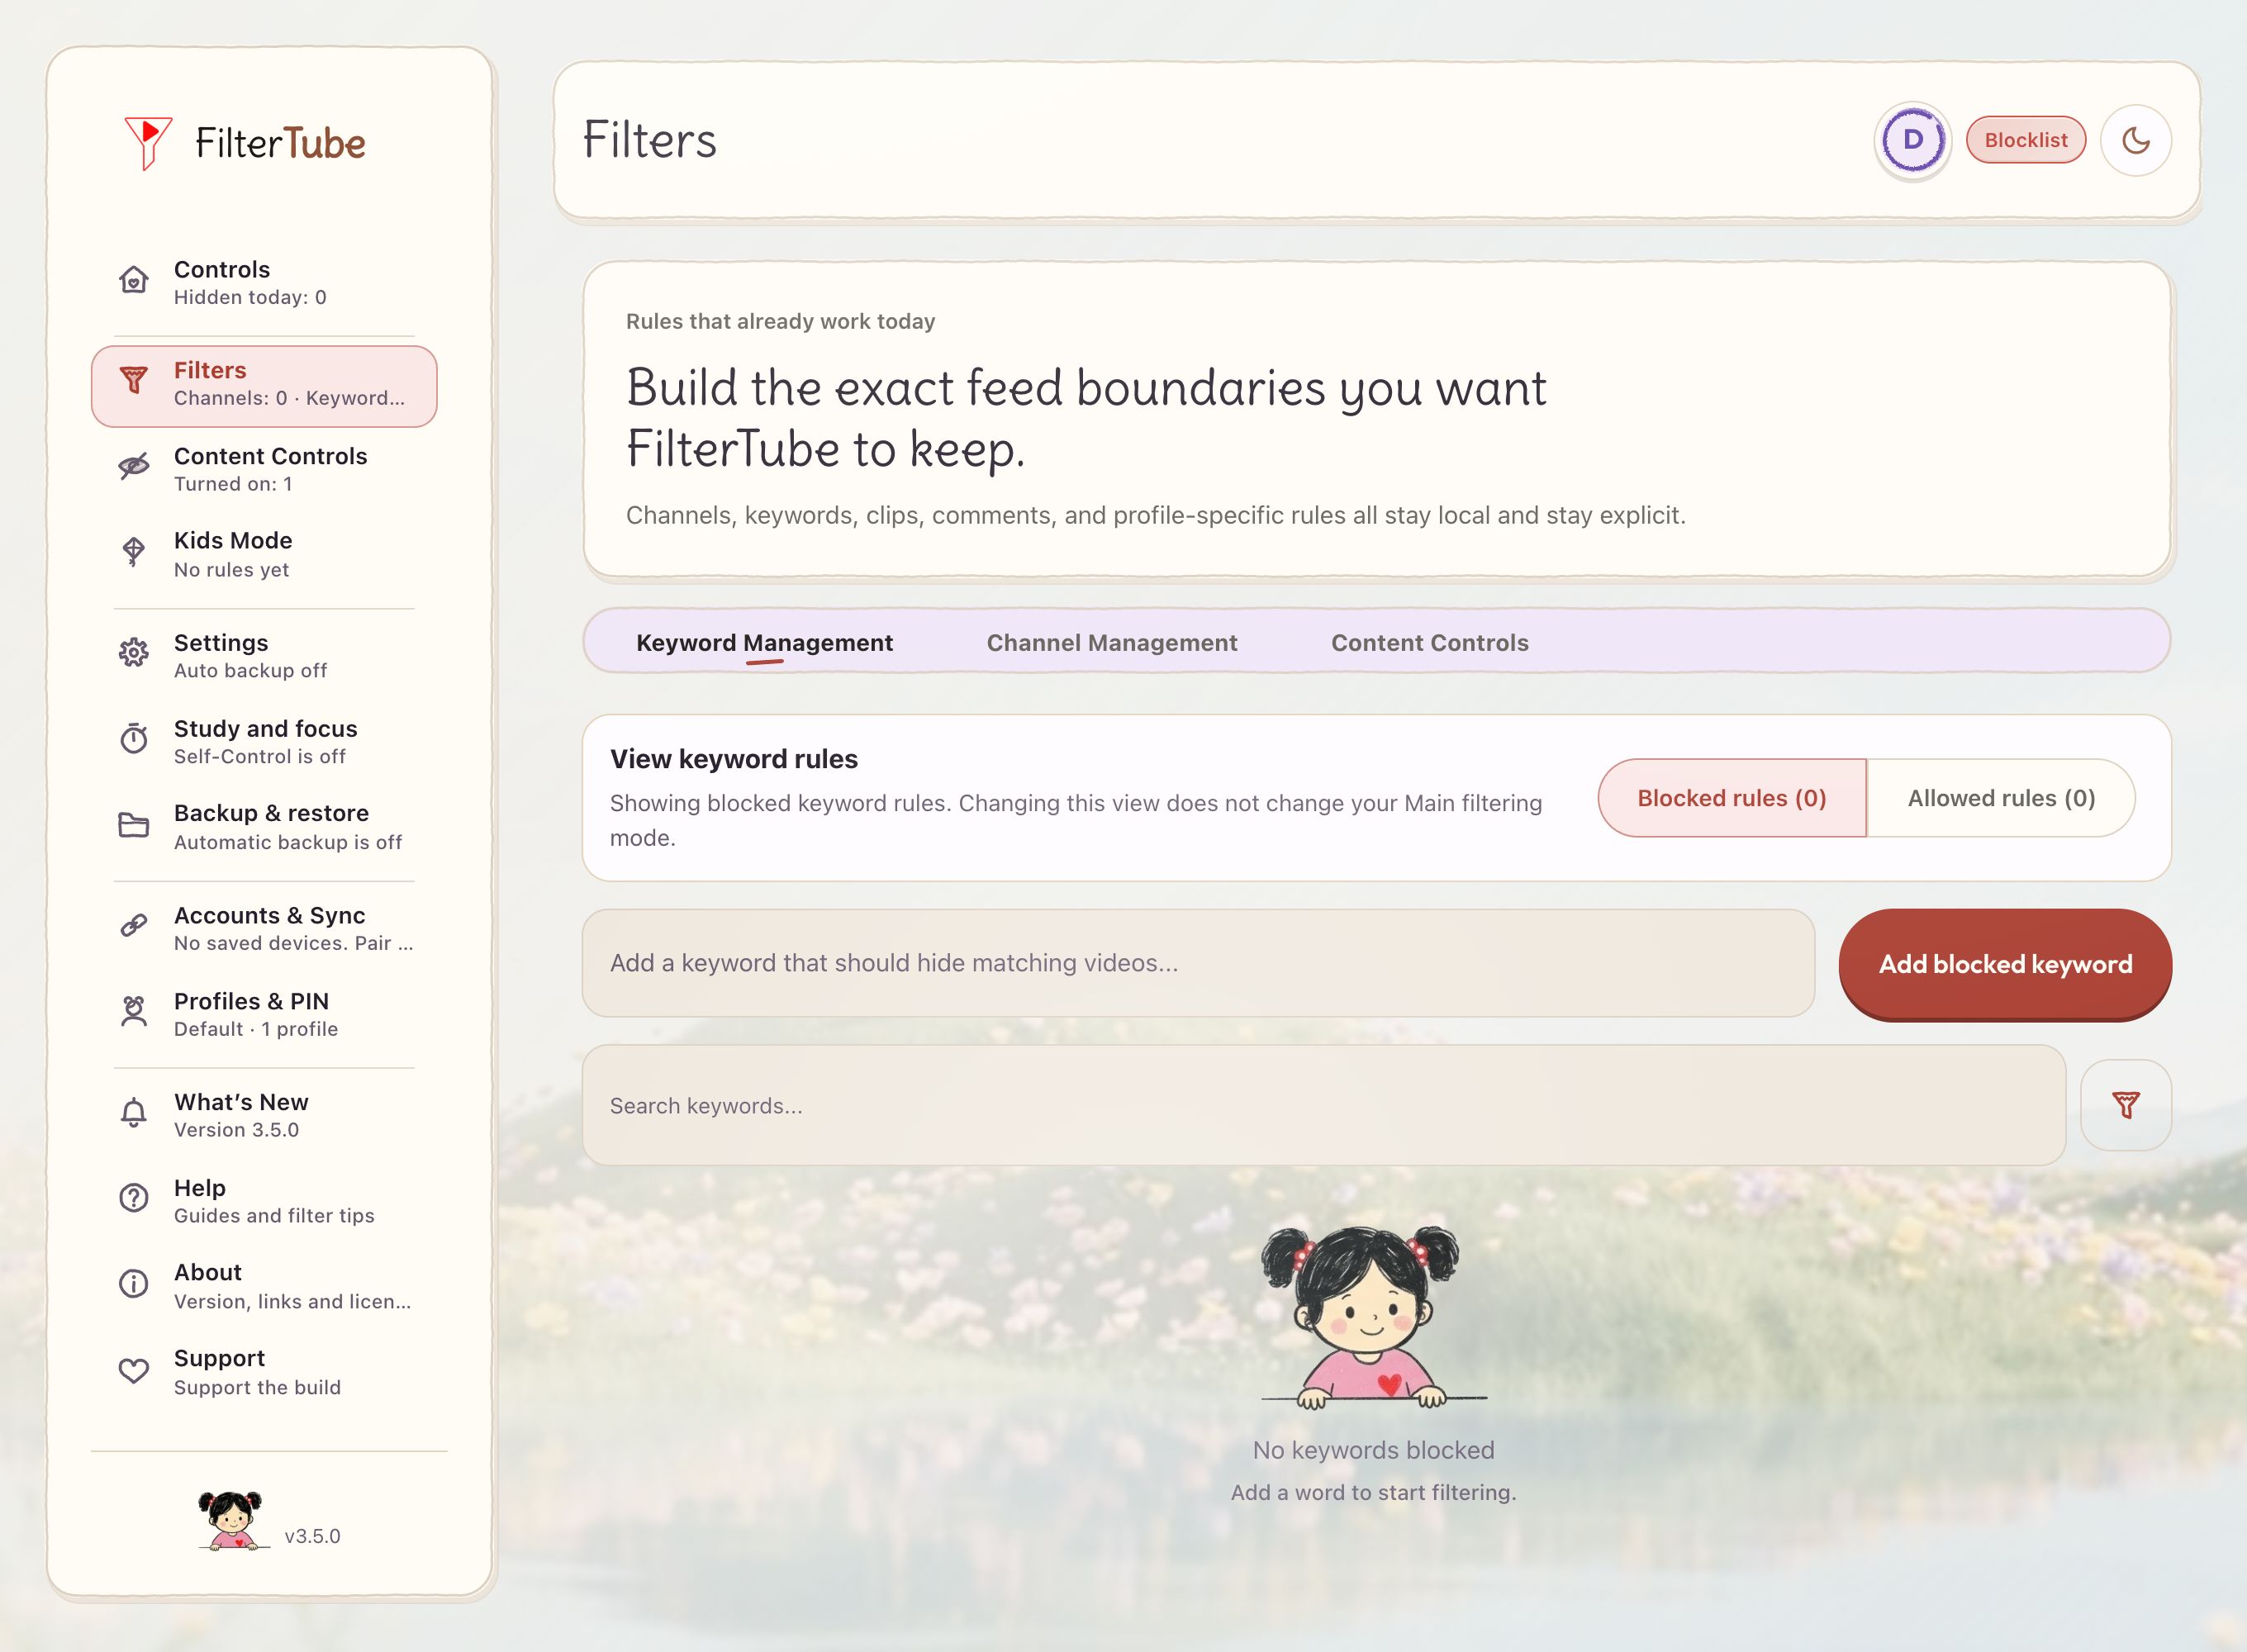 FilterTube
Controls
Hidden today: 0
Filters
Channels: 0 · Keyword...
Content Controls
Turned on: 1
Kids Mode
No rules yet
Settings
Auto backup off
Study and focus
Self-Control is off
Backup & restore
Automatic backup is off
Accounts & Sync
No saved devices. Pair ...
Profiles & PIN
Default · 1 profile
What’s New
Version 3.5.0
Help
Guides and filter tips
About
Version, links and licen...
Support
Support the build
v3.5.0
Filters
D
Blocklist
Rules that already work today
Build the exact feed boundaries you want
FilterTube to keep.
Channels, keywords, clips, comments, and profile-specific rules all stay local and stay explicit.
Keyword Management
Channel Management
Content Controls
View keyword rules
Showing blocked keyword rules. Changing this view does not change your Main filtering
mode.
Blocked rules (0)
Allowed rules (0)
Add a keyword that should hide matching videos...
Add blocked keyword
Search keywords...
No keywords blocked
Add a word to start filtering.